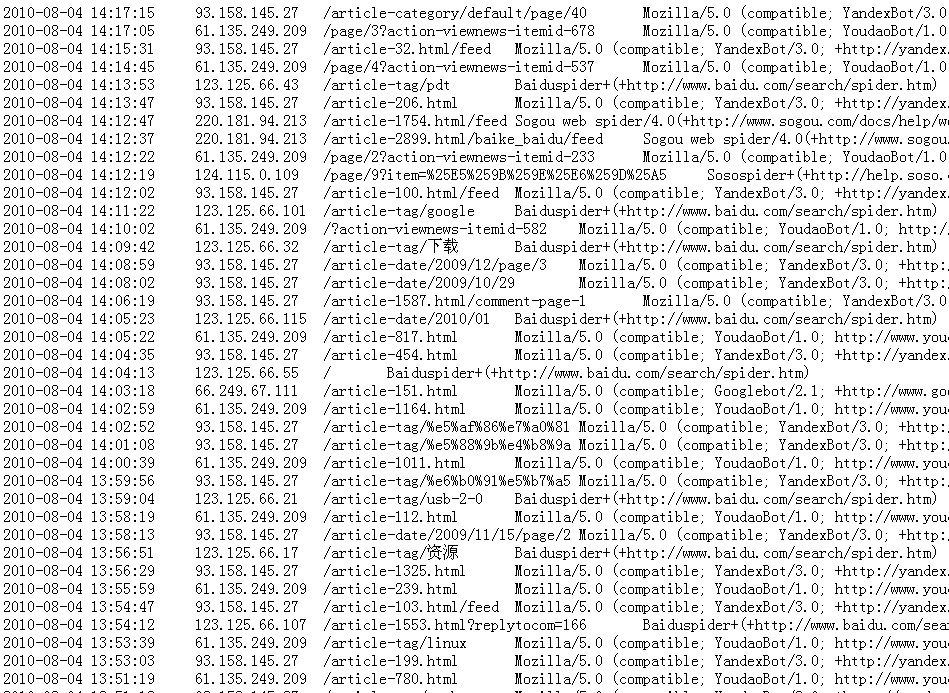 2010-08-04 14:17:15 93.158.145.27 /article-category/default/page/40 Mozilla/5.0 (compatible; YandexBot/3.0
2010-08-04 14:17:05 61.135.249.209 /page/3?action-viewnews-itemid-678 Mozilla/5.0 (compatible; YoudaoBot/1.0
2010-08-04 14:15:31 93.158.145.27 /article-32.html/feed Mozilla/5.0 (compatible; YandexBot/3.0; +http://yandex.
2010-08-04 14:14:45 61.135.249.209 /page/4?action-viewnews-itemid-537 Mozilla/5.0 (compatible; YoudaoBot/1.0
2010-08-04 14:13:53 123.125.66.43 /article-tag/pdt Baiduspider+(+http://www.baidu.com/search/spider.htm)
2010-08-04 14:13:47 93.158.145.27 /article-206.html Mozilla/5.0 (compatible; YandexBot/3.0; +http://yandex.
2010-08-04 14:12:47 220.181.94.213 /article-1754.html/feed Sogou web spider/4.0(+http://www.sogou.com/docs/help/we
2010-08-04 14:12:37 220.181.94.213 /article-2899.html/baike_baidu/feed Sogou web spider/4.0(+http://www.sogou.
2010-08-04 14:12:22 61.135.249.209 /page/2?action-viewnews-itemid-233 Mozilla/5.0 (compatible; YoudaoBot/1.0
2010-08-04 14:12:19 124.115.0.109 /page/9?item=%25E5%259B%259E%25E6%259D%25A5 Sosospider+(+http://help.soso.
2010-08-04 14:12:02 93.158.145.27 /article-100.html/feed Mozilla/5.0 (compatible; YandexBot/3.0; +http://yandex.
2010-08-04 14:11:22 123.125.66.101 /article-tag/google Baiduspider+(+http://www.baidu.com/search/spider.htm)
2010-08-04 14:10:02 61.135.249.209 /?action-viewnews-itemid-582 Mozilla/5.0 (compatible; YoudaoBot/1.0; http:/
2010-08-04 14:09:42 123.125.66.32 /article-tag/下载 Baiduspider+(+http://www.baidu.com/search/spider.htm)
2010-08-04 14:08:59 93.158.145.27 /article-date/2009/12/page/3 Mozilla/5.0 (compatible; YandexBot/3.0; +http:
2010-08-04 14:08:02 93.158.145.27 /article-date/2009/10/29 Mozilla/5.0 (compatible; YandexBot/3.0; +http:
2010-08-04 14:06:19 93.158.145.27 /article-1587.html/comment-page-1 Mozilla/5.0 (compatible; YandexBot/3.0
2010-08-04 14:05:23 123.125.66.115 /article-date/2010/01 Baiduspider+(+http://www.baidu.com/search/spider.htm)
2010-08-04 14:05:22 61.135.249.209 /article-817.html Mozilla/5.0 (compatible; YoudaoBot/1.0; http://www.you
2010-08-04 14:04:35 93.158.145.27 /article-454.html Mozilla/5.0 (compatible; YandexBot/3.0; +http://yandex.
2010-08-04 14:04:13 123.125.66.55 / Baiduspider+(+http://www.baidu.com/search/spider.htm)
2010-08-04 14:03:18 66.249.67.111 /article-151.html Mozilla/5.0 (compatible; Googlebot/2.1; +http://www.goo
2010-08-04 14:02:59 61.135.249.209 /article-1164.html Mozilla/5.0 (compatible; YoudaoBot/1.0; http://www.you
2010-08-04 14:02:52 93.158.145.27 /article-tag/%e5%af%86%e7%a0%81 Mozilla/5.0 (compatible; YandexBot/3.0; +http:
2010-08-04 14:01:08 93.158.145.27 /article-tag/%e5%88%9b%e4%b8%9a Mozilla/5.0 (compatible; YandexBot/3.0; +http:
2010-08-04 14:00:39 61.135.249.209 /article-1011.html Mozilla/5.0 (compatible; YoudaoBot/1.0; http://www.you
2010-08-04 13:59:56 93.158.145.27 /article-tag/%e6%b0%91%e5%b7%a5 Mozilla/5.0 (compatible; YandexBot/3.0; +http:
2010-08-04 13:59:04 123.125.66.21 /article-tag/usb-2-0 Baiduspider+(+http://www.baidu.com/search/spider.htm)
2010-08-04 13:58:19 61.135.249.209 /article-112.html Mozilla/5.0 (compatible; YoudaoBot/1.0; http://www.you
2010-08-04 13:58:13 93.158.145.27 /article-date/2009/11/15/page/2 Mozilla/5.0 (compatible; YandexBot/3.0; +http:
2010-08-04 13:56:51 123.125.66.17 /article-tag/资源 Baiduspider+(+http://www.baidu.com/search/spider.htm)
2010-08-04 13:56:29 93.158.145.27 /article-1325.html Mozilla/5.0 (compatible; YandexBot/3.0; +http://yandex.
2010-08-04 13:55:59 61.135.249.209 /article-239.html Mozilla/5.0 (compatible; YoudaoBot/1.0; http://www.you
2010-08-04 13:54:47 93.158.145.27 /article-103.html/feed Mozilla/5.0 (compatible; YandexBot/3.0; +http://yandex.
2010-08-04 13:54:12 123.125.66.107 /article-1553.html?replytocom=166 Baiduspider+(+http://www.baidu.com/sea
2010-08-04 13:53:39 61.135.249.209 /article-tag/linux Mozilla/5.0 (compatible; YoudaoBot/1.0; http://www.you
2010-08-04 13:53:03 93.158.145.27 /article-199.html Mozilla/5.0 (compatible; YandexBot/3.0; +http://yandex.
2010-08-04 13:51:19 61.135.249.209 /article-780.html Mozilla/5.0 (compatible; YoudaoBot/1.0; http://www.you